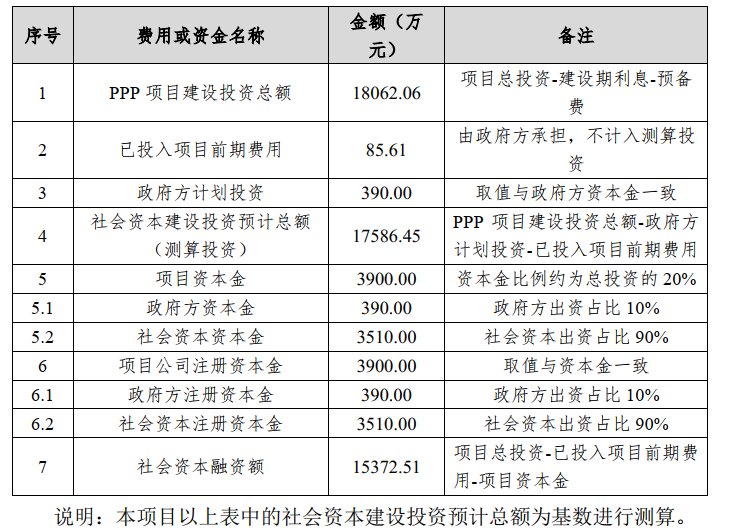 序号 费用或资金名称 金额（万元） 备注
1 PPP 项目建设投资总额 18062.06 项目总投资-建设期利息-预备费
2 已投入项目前期费用 85.61 由政府方承担，不计入测算投资
3 政府方计划投资 390.00 取值与政府方资本金一致
4 社会资本建设投资预计总额（测算投资） 17586.45 PPP 项目建设投资总额-政府方计划投资-已投入项目前期费用
5 项目资本金 3900.00 资本金比例约为总投资的 20%
5.1 政府方资本金 390.00 政府方出资占比 10%
5.2 社会资本资本金 3510.00 社会资本出资占比 90%
6 项目公司注册资本金 3900.00 取值与资本金一致
6.1 政府方注册资本金 390.00 政府方出资占比 10%
6.2 社会资本注册资本金 3510.00 社会资本出资占比 90%
7 社会资本融资额 15372.51 项目总投资-已投入项目前期费用-项目资本金
说明：本项目以上表中的社会资本建设投资预计总额为基数进行测算。